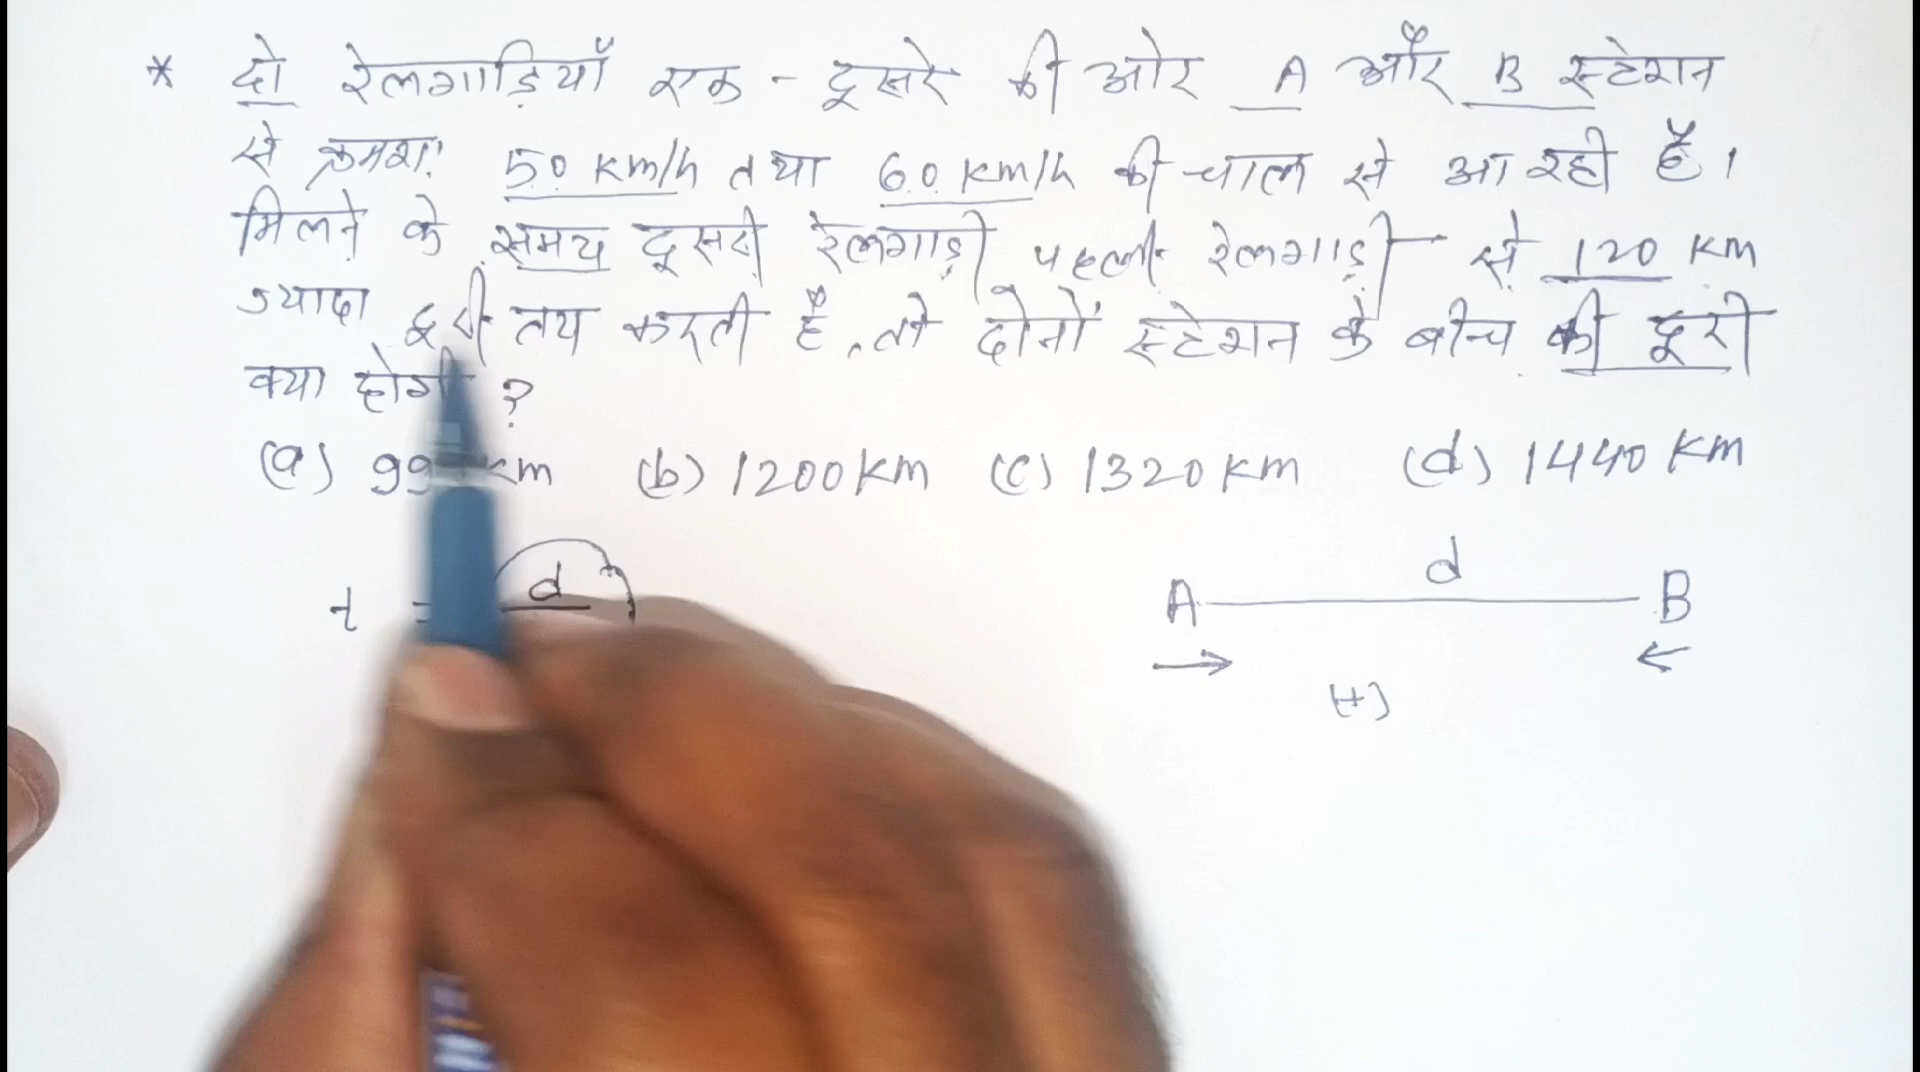 * दो रेलगाड़ियाँ एक - दूसरे की ओर A और B स्टेशन
से क्रमशः 50 km/h तथा 60 km/h की चाल से आ रही हैं।
मिलने के समय दूसरी रेलगाड़ी पहली रेलगाड़ी से 120 km
ज्यादा दूरी तय करती है, तो दोनों स्टेशन के बीच की दूरी
क्या होगी ?
(a) km (b) 1200 km (c) 1320 km (d) 1440 km
t = d
d
A B
(+)